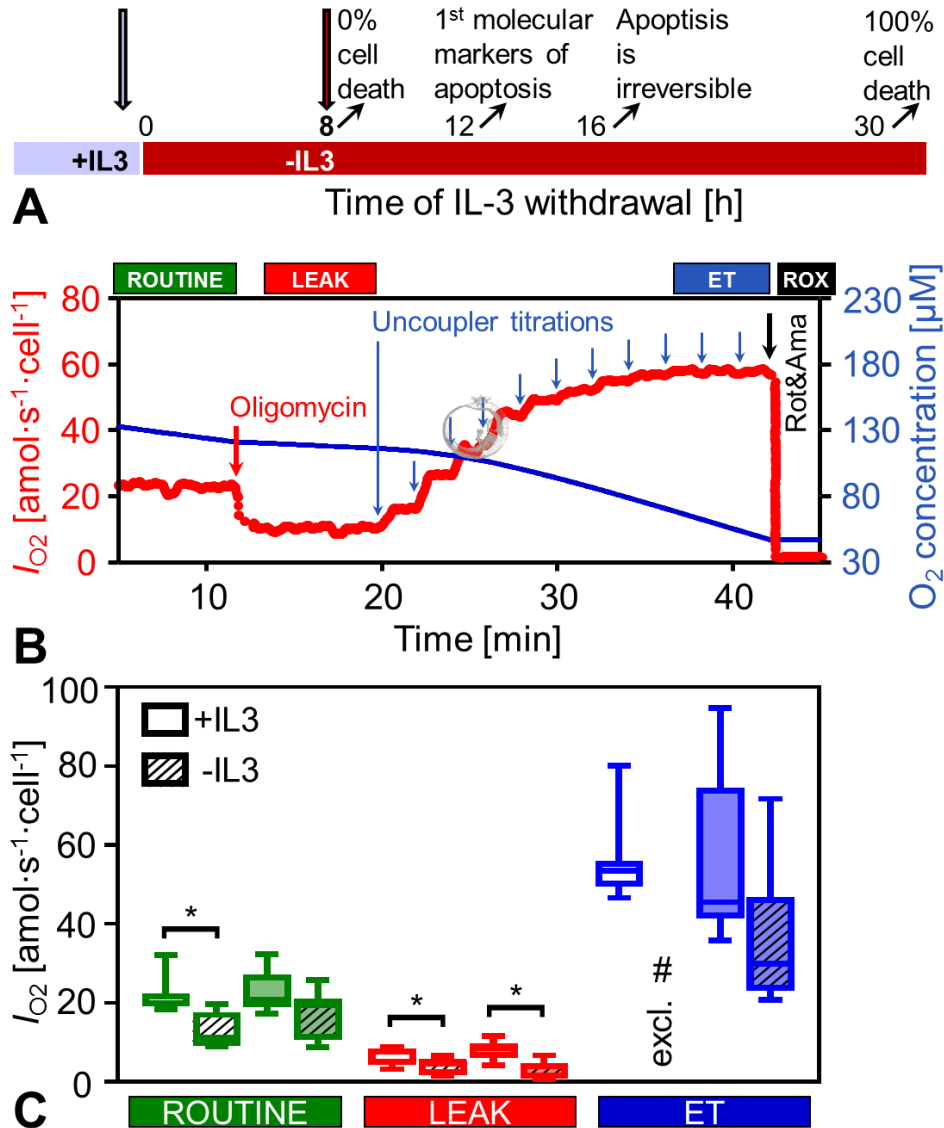 0%
cell
death
1st molecular
markers of
apoptosis
Apoptisis
is
irreversible
100%
cell
death
0 8 12 16 30
+IL3 -IL3
Time of IL-3 withdrawal [h]
A
ROUTINE LEAK ET ROX
IO2 [amol·s-1·cell-1]
80
60
40
20
0
Oligomycin
Uncoupler titrations
Rot&Ama
230
180
130
80
30
O2 concentration [µM]
10 20 30 40
Time [min]
B
IO2 [amol·s-1·cell-1]
100
80
60
40
20
0
+IL3
-IL3
*
*
*
excl. #
ROUTINE LEAK ET
C